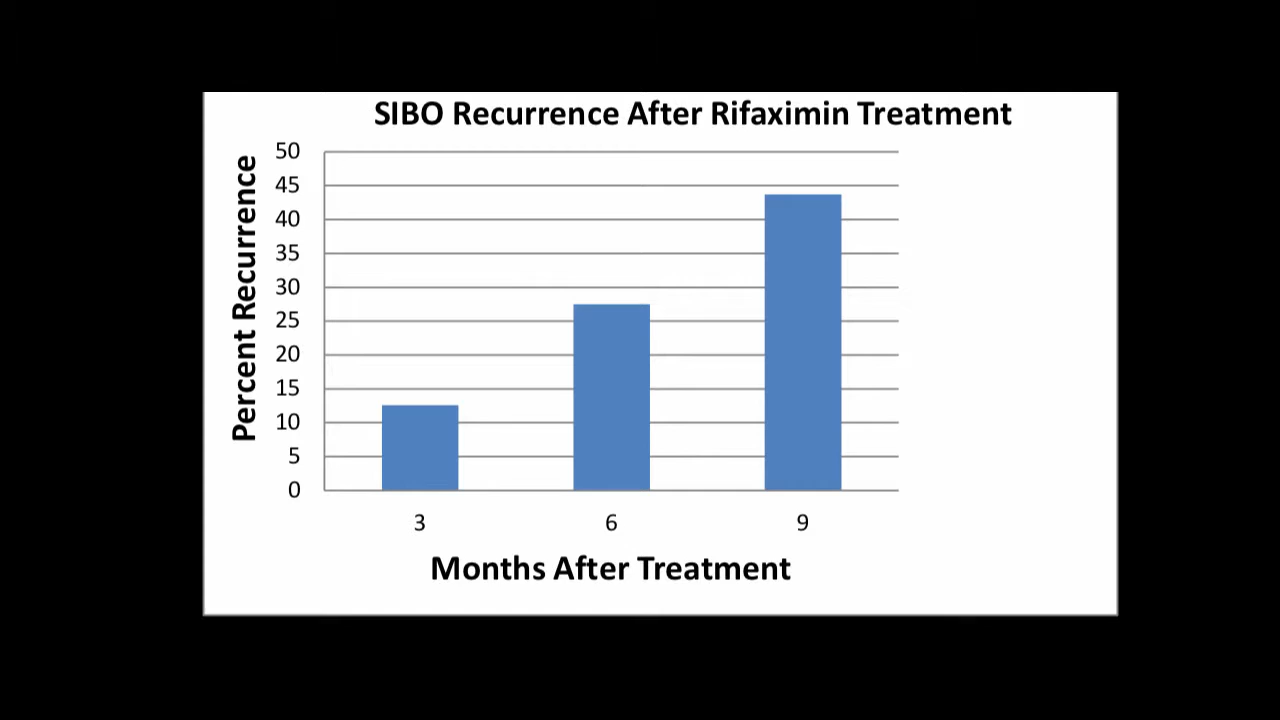 SIBO Recurrence After Rifaximin Treatment
Percent Recurrence
50
45
40
35
30
25
20
15
10
5
0
3 6 9
Months After Treatment